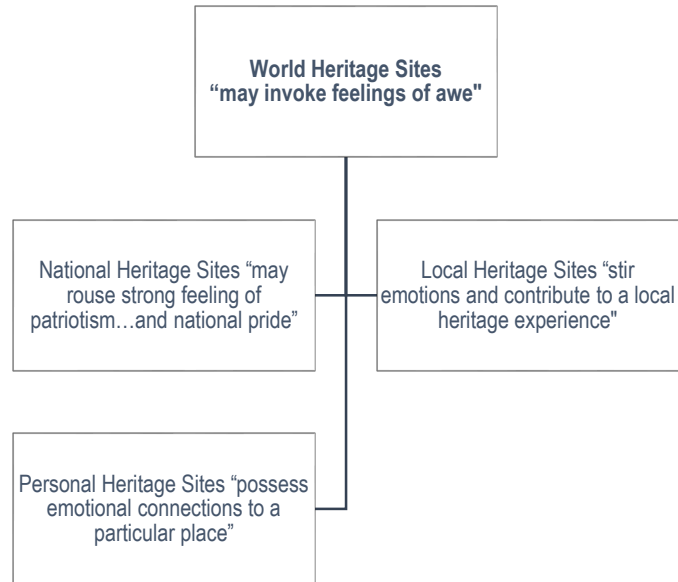 World Heritage Sites
“may invoke feelings of awe"
National Heritage Sites “may
rouse strong feeling of
patriotism…and national pride”
Local Heritage Sites “stir
emotions and contribute to a local
heritage experience"
Personal Heritage Sites “possess
emotional connections to a
particular place”